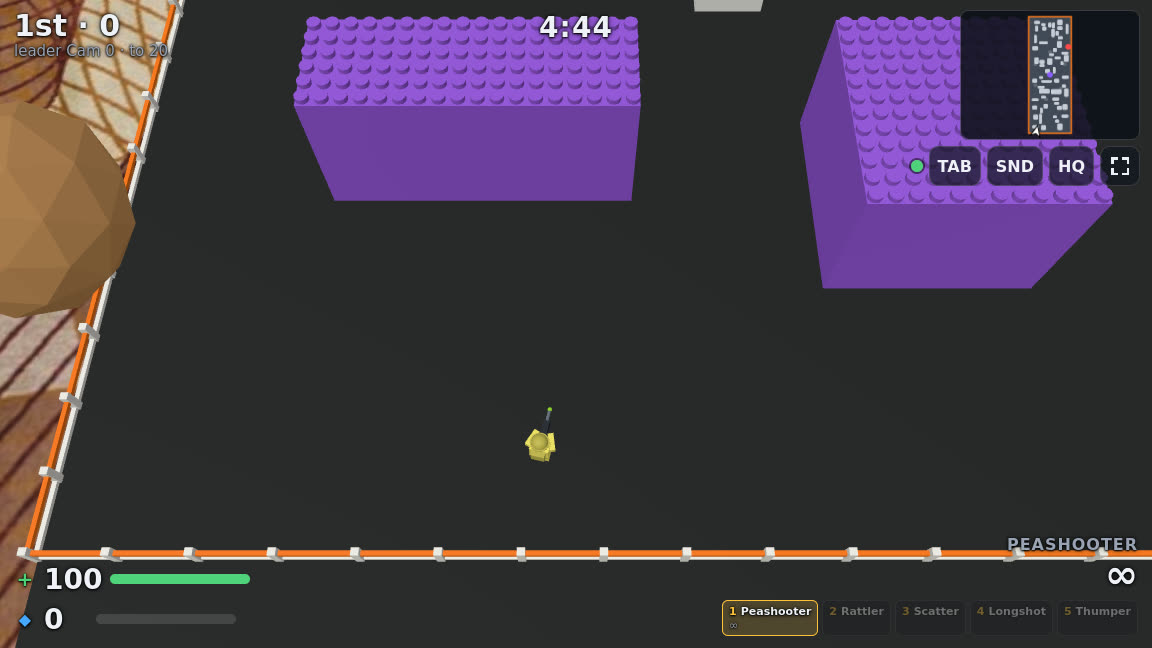 1st · 0
leader Cam 0 · to 20
4:44
TAB
SND
HQ
PEASHOOTER
∞
+ 100
0
1 Peashooter
∞
2 Rattler
3 Scatter
4 Longshot
5 Thumper